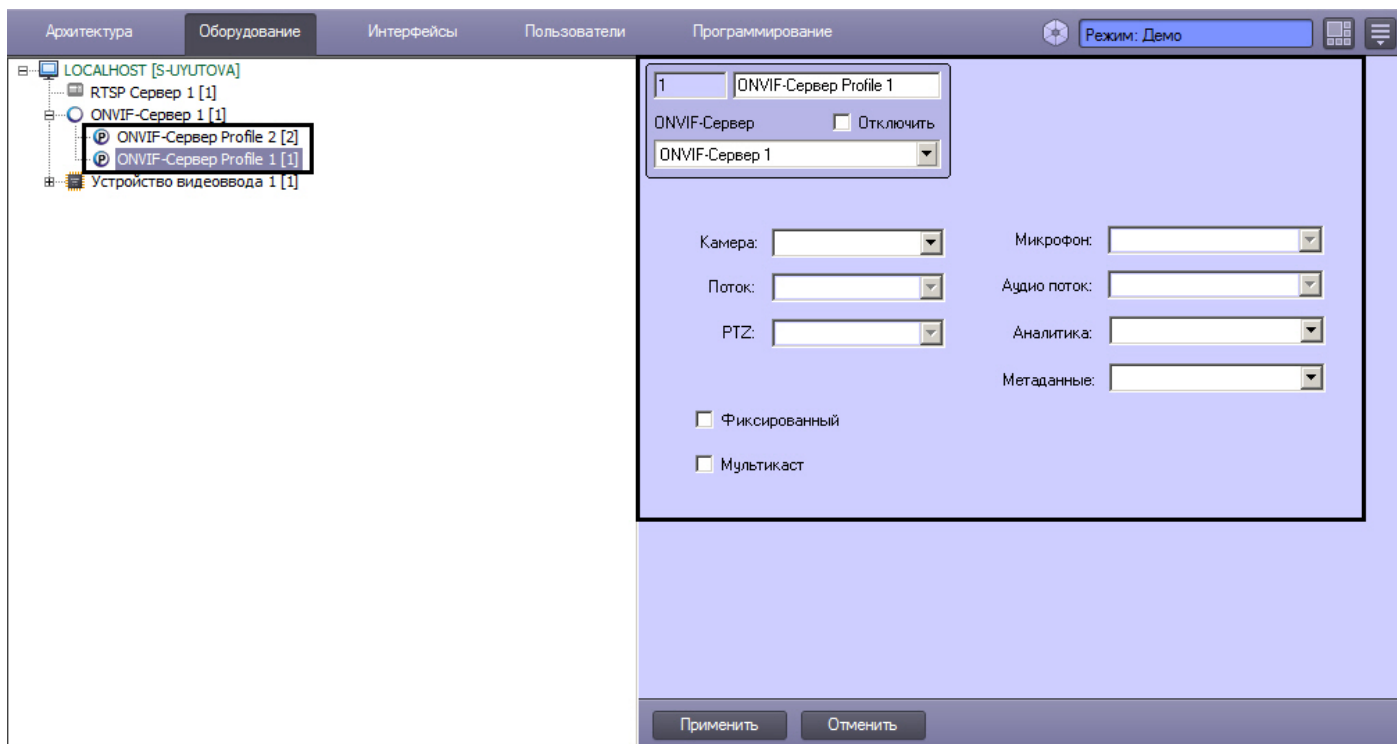 Архитектура Оборудование Интерфейсы Пользователи Программирование Режим: Демо
LOCALHOST [S-UYUTOVA]
RTSP Сервер 1 [1]
ONVIF-Сервер 1 [1]
ONVIF-Сервер Profile 2 [2]
ONVIF-Сервер Profile 1 [1]
Устройство видеоввода 1 [1]
1 ONVIF-Сервер Profile 1
ONVIF-Сервер Отключить
ONVIF-Сервер 1
Камера: Микрофон:
Поток: Аудио поток:
PTZ: Аналитика:
Метаданные:
Фиксированный
Мультикаст
Применить Отменить